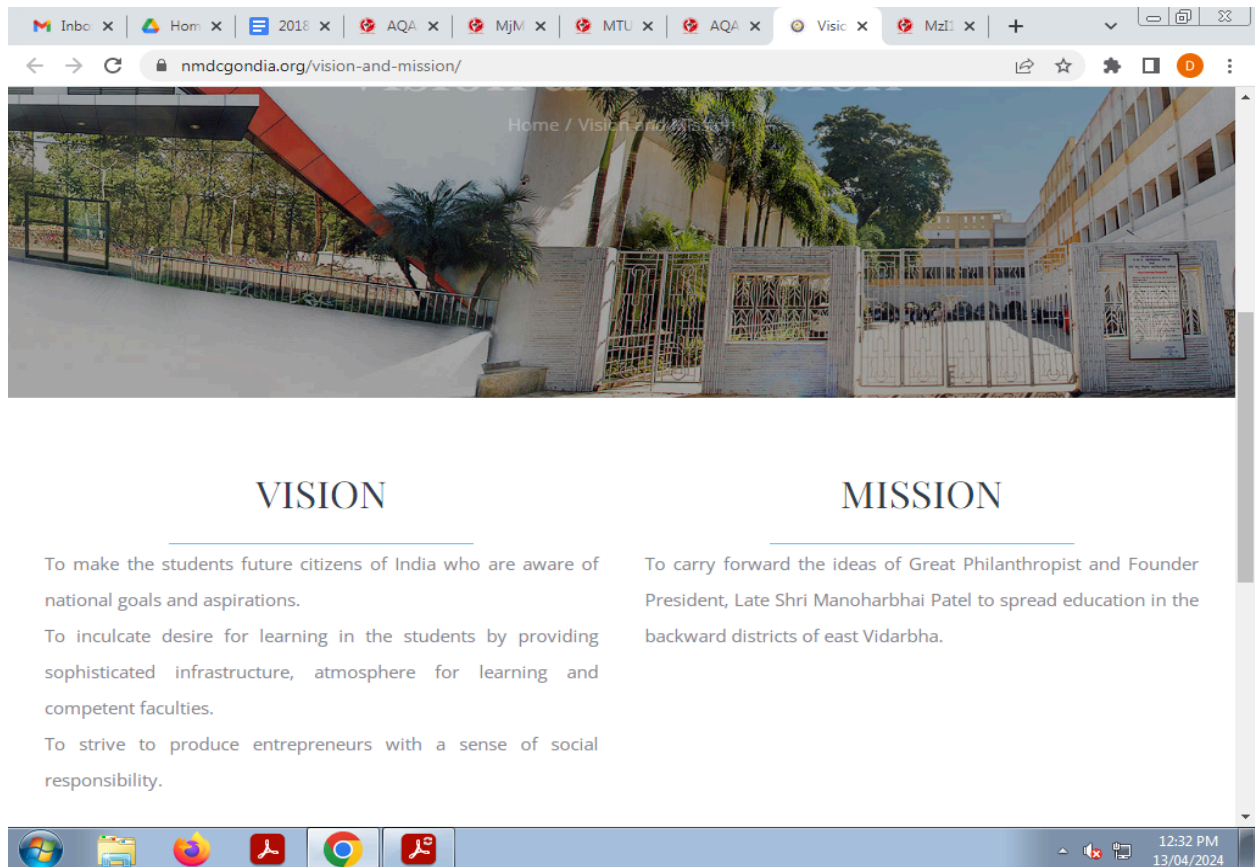 Inbo
Hom
2018
AQA
MjM
MTU
AQA
Visic
MzI1
nmdcgondia.org/vision-and-mission/
D
Vision and Mission
Home / Vision and Mission
VISION
To make the students future citizens of India who are aware of
national goals and aspirations.
To inculcate desire for learning in the students by providing
sophisticated infrastructure, atmosphere for learning and
competent faculties.
To strive to produce entrepreneurs with a sense of social
responsibility.
MISSION
To carry forward the ideas of Great Philanthropist and Founder
President, Late Shri Manoharbhai Patel to spread education in the
backward districts of east Vidarbha.
12:32 PM
13/04/2024